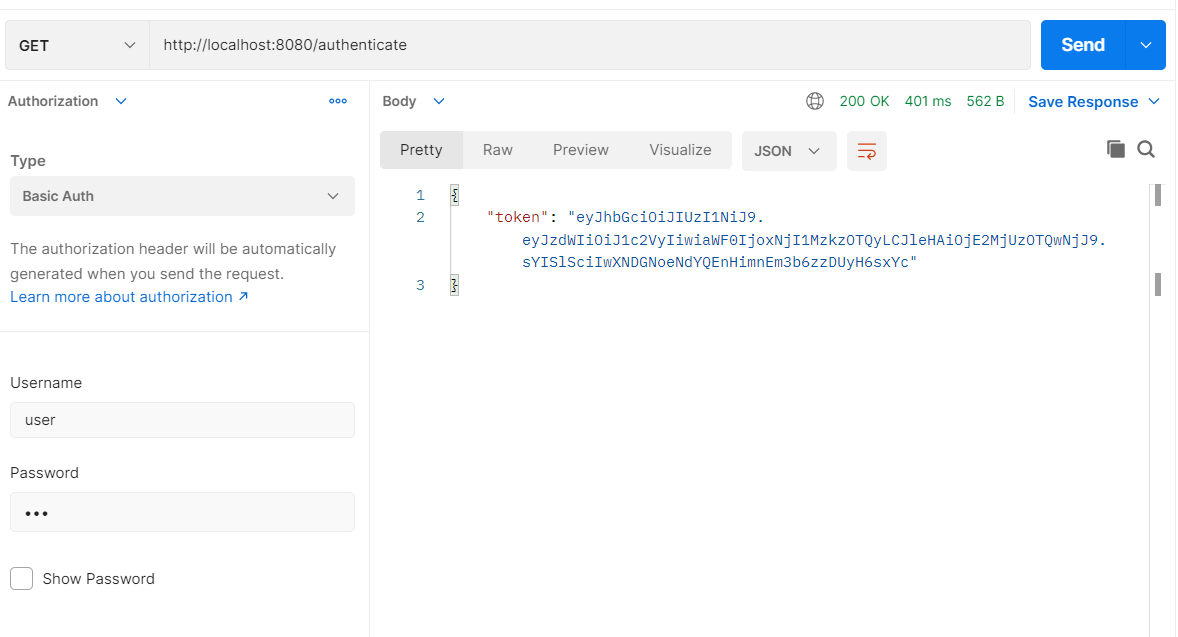 GET
http://localhost:8080/authenticate
Send
Authorization
Body
200 OK 401 ms 562 B
Save Response
Type
Basic Auth
The authorization header will be automatically
generated when you send the request.
Learn more about authorization ↗
Username
user
Password
•••
Show Password
Pretty Raw Preview Visualize
JSON
1 {
2 "token": "eyJhbGciOiJIUzI1NiJ9.
eyJzdWIiOiJ1c2VyIiwiaWF0IjoxNjI1MzkzOTQyLCJleHAiOjE2MjUzOTQwNjJ9.
sYISlSciIwXNDGNoeNdYQEnHimnEm3b6zzDUyH6sxYc"
3 }